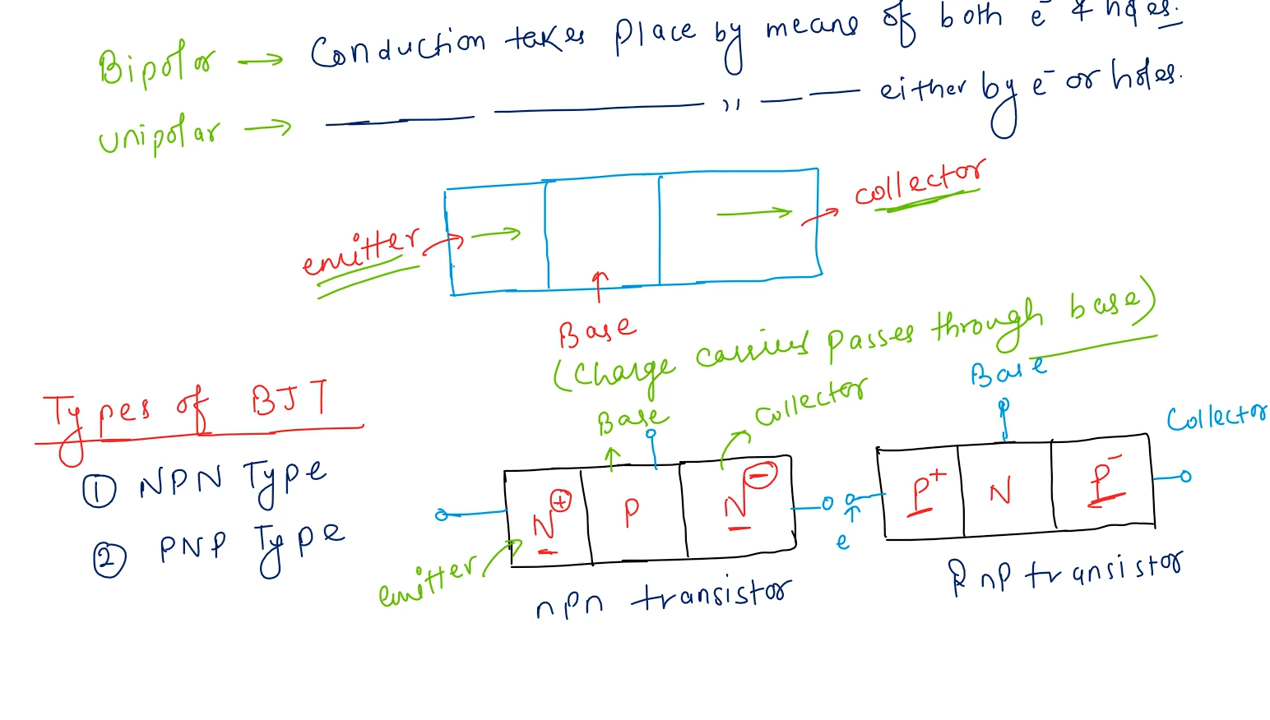 Bipolar → Conduction takes place by means of both e⁻ & holes.
unipolar → ——— ——— " — — either by e⁻ or holes.
emitter
collector
Base
(Charge carriers passes through base)
Types of BJT
① NPN Type
② PNP Type
Base
Collector
N⊕ P N⊖
emitter
npn transistor
Base
Collector
P⁺ N P⁻
e
PnP transistor